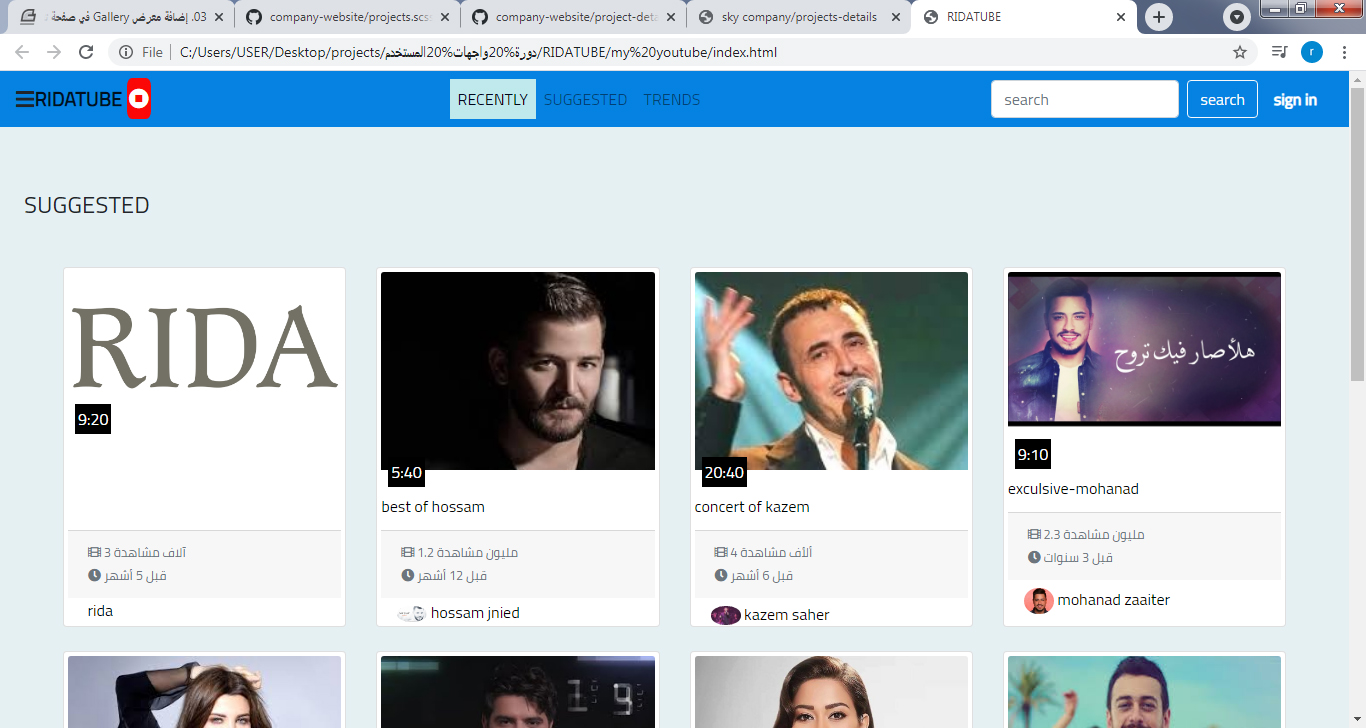 03. إضافة معرض Gallery في صفحة
company-website/projects.scss
company-website/project-deta
sky company/projects-details
RIDATUBE
File
C:/Users/USER/Desktop/projects/دورة%20واجهات%20المستخدم/RIDATUBE/my%20youtube/index.html
r
RIDATUBE
RECENTLY
SUGGESTED
TRENDS
search
search
sign in
SUGGESTED
RIDA
9:20
3 آلاف مشاهدة
قبل 5 أشهر
rida
5:40
best of hossam
1.2 مليون مشاهدة
قبل 12 أشهر
hossam jnied
20:40
concert of kazem
4 ألآف مشاهدة
قبل 6 أشهر
kazem saher
هلأ صار فيك تروح
9:10
exculsive-mohanad
2.3 مليون مشاهدة
قبل 3 سنوات
mohanad zaaiter
19